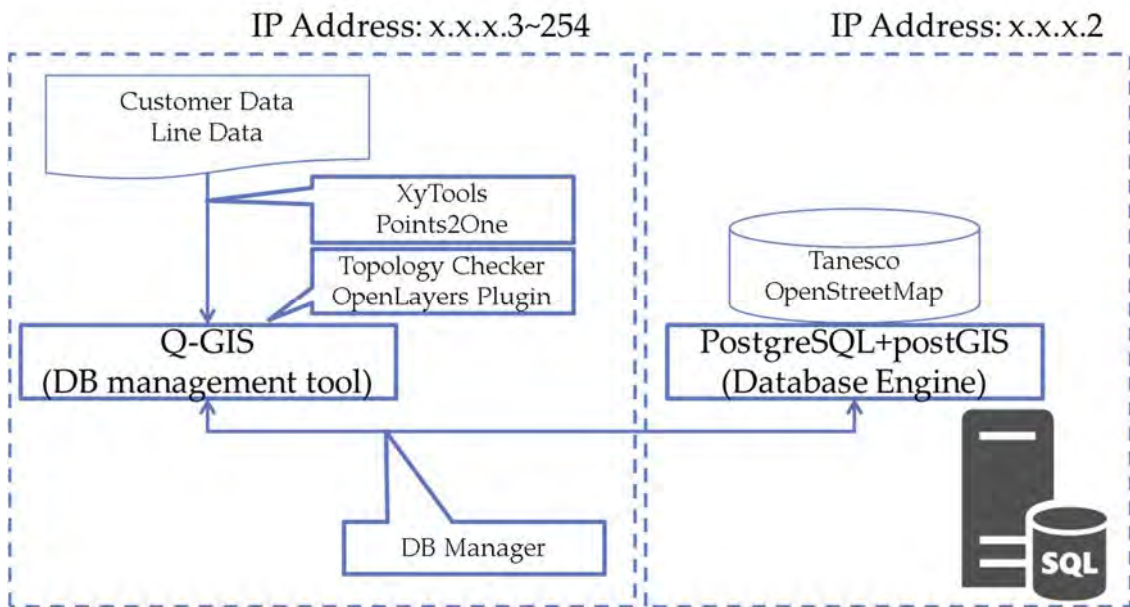 IP Address: x.x.x.3~254
IP Address: x.x.x.2
Customer Data
Line Data
XyTools
Points2One
Topology Checker
OpenLayers Plugin
Q-GIS
(DB management tool)
Tanesco
OpenStreetMap
PostgreSQL+postGIS
(Database Engine)
DB Manager
SQL